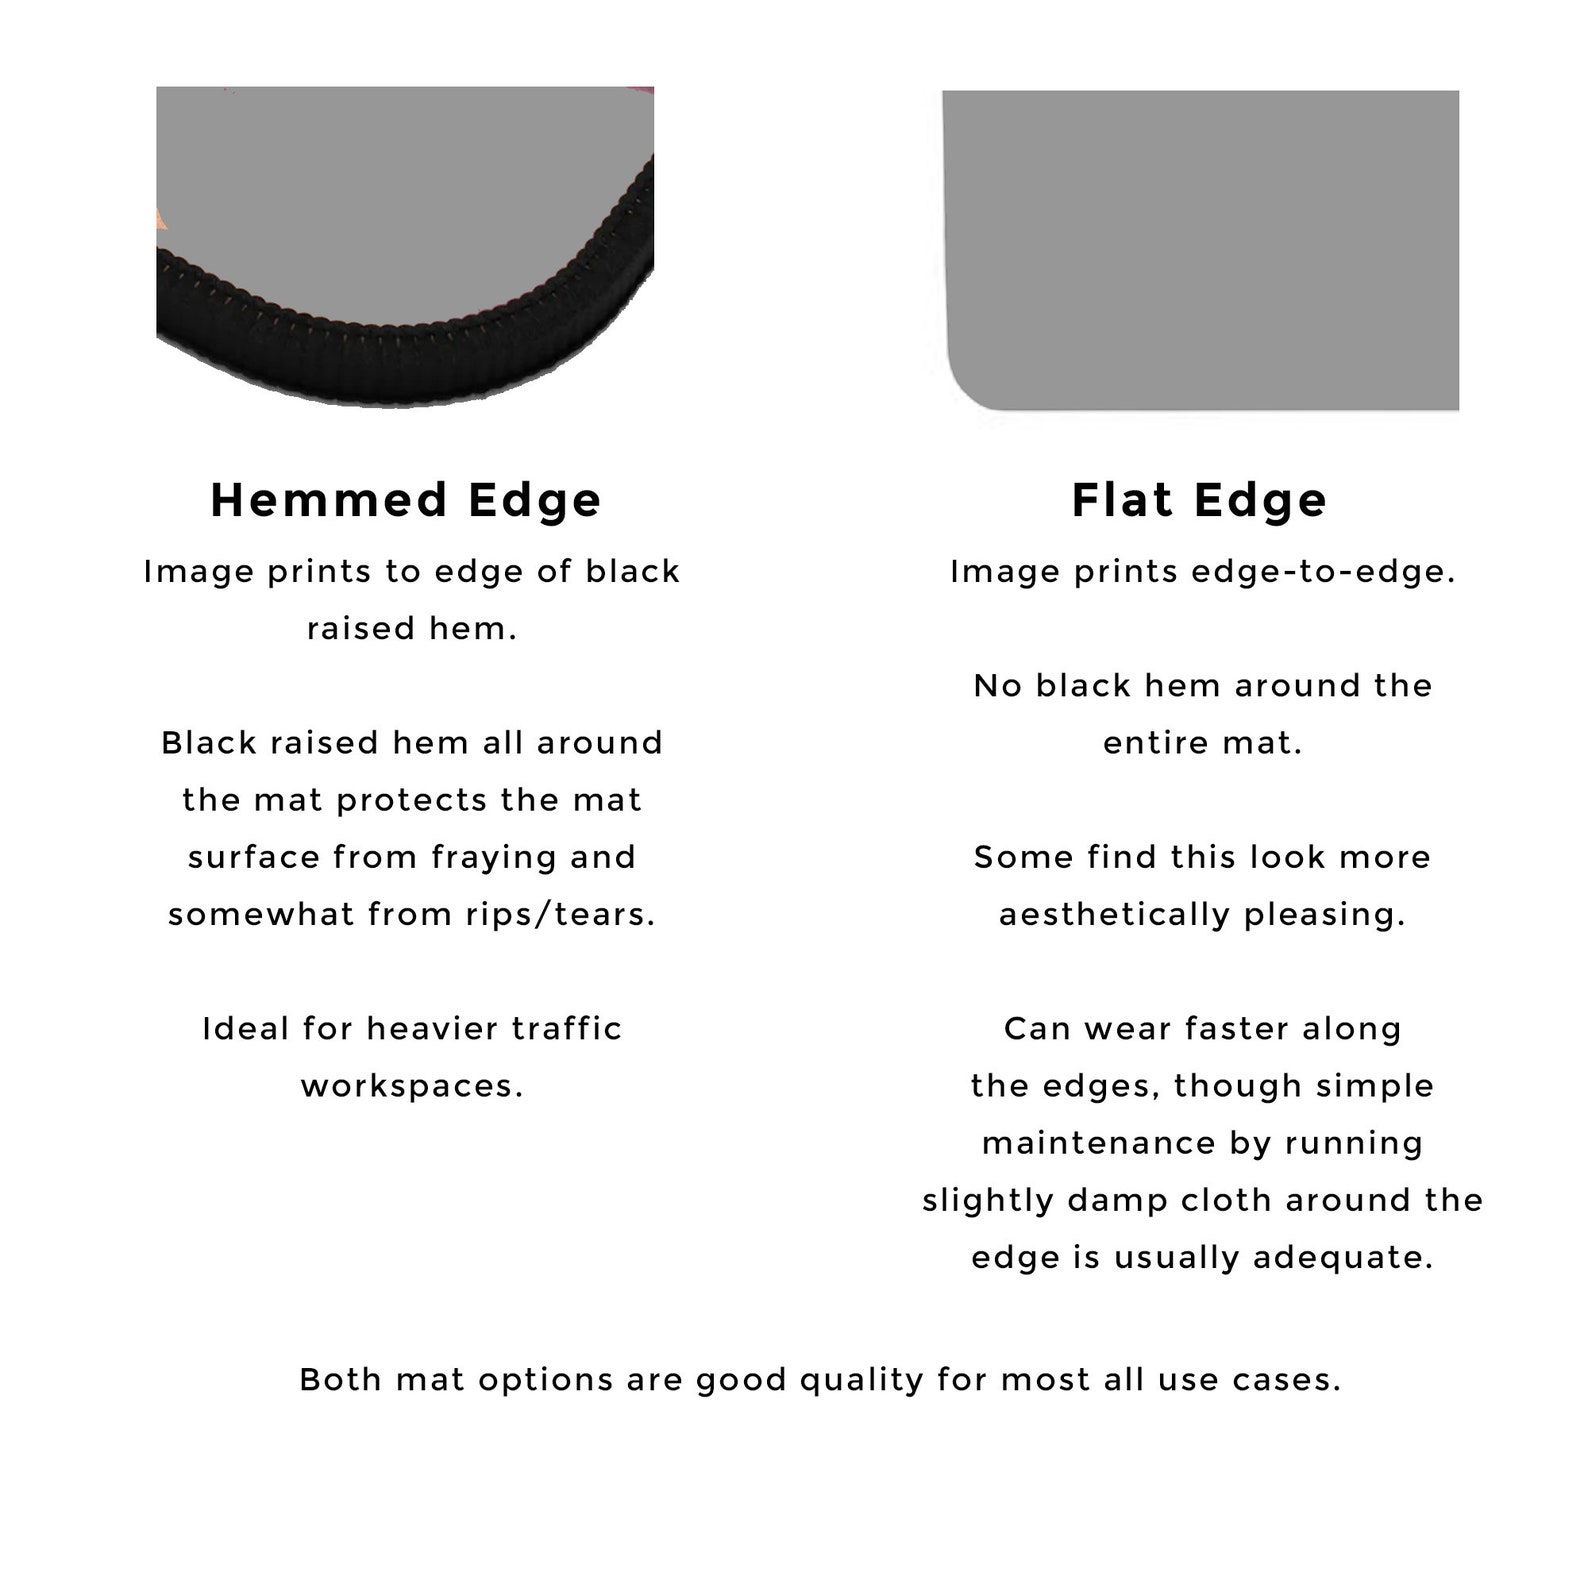 Hemmed Edge
Image prints to edge of black
raised hem.
Black raised hem all around
the mat protects the mat
surface from fraying and
somewhat from rips/tears.
Ideal for heavier traffic
workspaces.
Flat Edge
Image prints edge-to-edge.
No black hem around the
entire mat.
Some find this look more
aesthetically pleasing.
Can wear faster along
the edges, though simple
maintenance by running
slightly damp cloth around the
edge is usually adequate.
Both mat options are good quality for most all use cases.